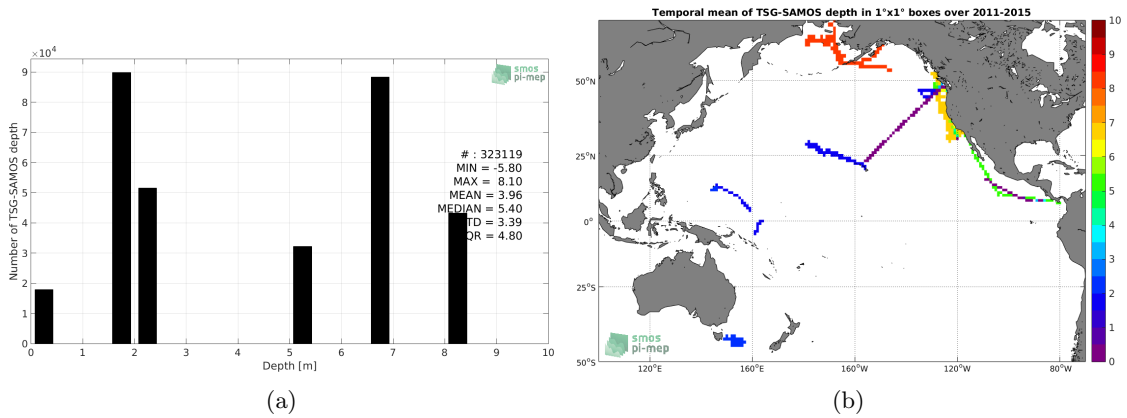 ×10⁴
9
8
7
6
5
4
3
2
1
0
Number of TSG-SAMOS depth
smos
pi-mep
# : 323119
MIN = -5.80
MAX = 8.10
MEAN = 3.96
MEDIAN = 5.40
TD = 3.39
QR = 4.80
0 1 2 3 4 5 6 7 8 9 10
Depth [m]
(a)
Temporal mean of TSG-SAMOS depth in 1°x1° boxes over 2011-2015
50°N
25°N
0°
25°S
50°S
smos
pi-mep
120°E 160°E 160°W 120°W 80°W
10
9
8
7
6
5
4
3
2
1
0
(b)